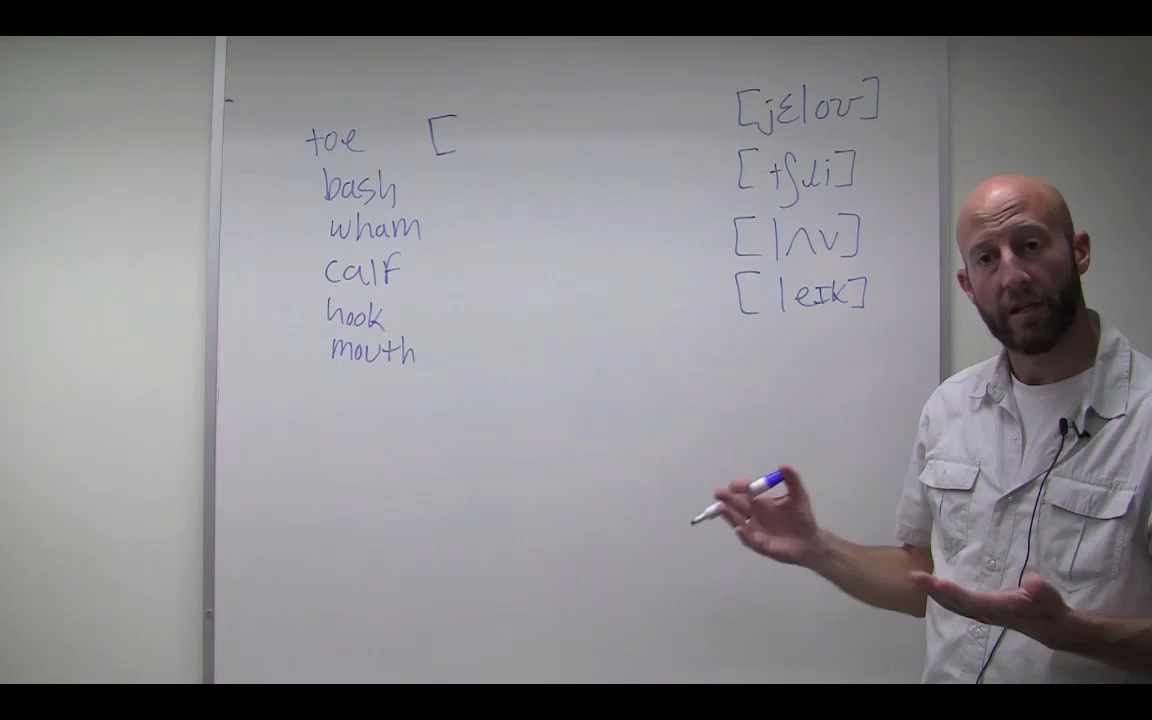 toe [
bash
wham
calf
hook
mouth
[jɛloʊ]
[tʃɹi]
[lʌv]
[leɪk]